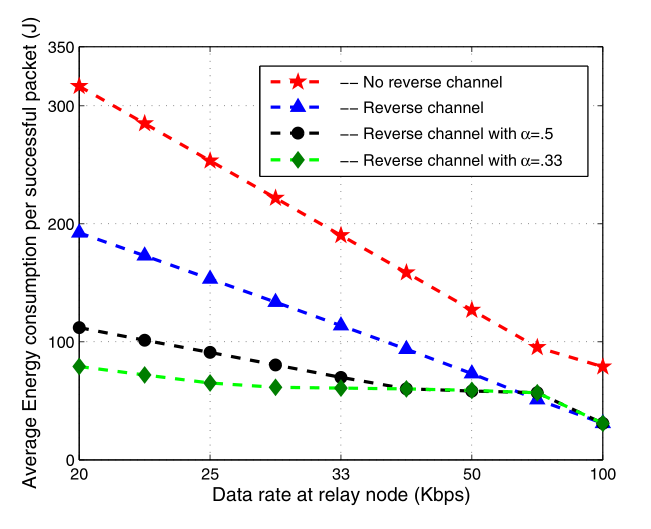 Average Energy consumption per successful packet (J)
350
300
200
100
0
-- No reverse channel
-- Reverse channel
-- Reverse channel with α=.5
-- Reverse channel with α=.33
20
25
33
50
100
Data rate at relay node (Kbps)